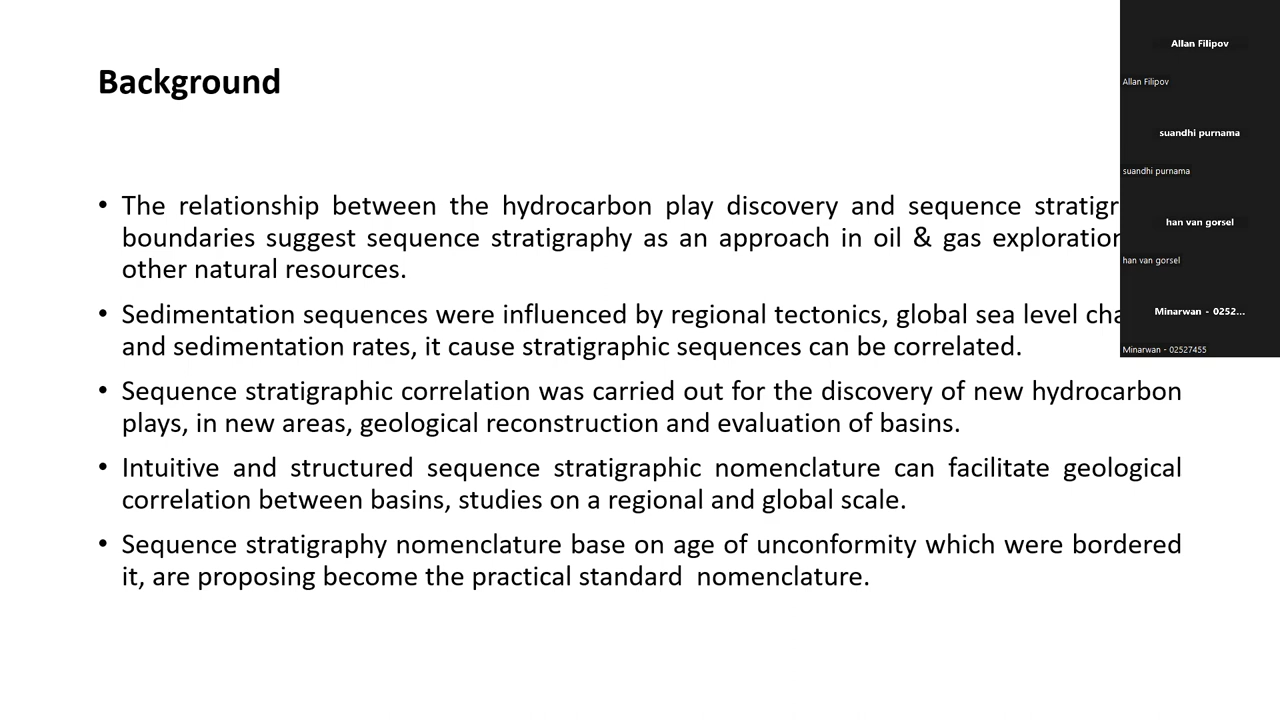 Background
• The relationship between the hydrocarbon play discovery and sequence
boundaries suggest sequence stratigraphy as an approach in oil & gas exploration
other natural resources.
• Sedimentation sequences were influenced by regional tectonics, global sea level
and sedimentation rates, it cause stratigraphic sequences can be correlated.
• Sequence stratigraphic correlation was carried out for the discovery of new hydrocarbon
plays, in new areas, geological reconstruction and evaluation of basins.
• Intuitive and structured sequence stratigraphic nomenclature can facilitate geological
correlation between basins, studies on a regional and global scale.
• Sequence stratigraphy nomenclature base on age of unconformity which were bordered
it, are proposing become the practical standard  nomenclature.
Allan Filipov
Allan Filipov
suandhi purnama
suandhi purnama
han van gorsel
han van gorsel
Minarwan - 0252...
Minarwan - 02527455